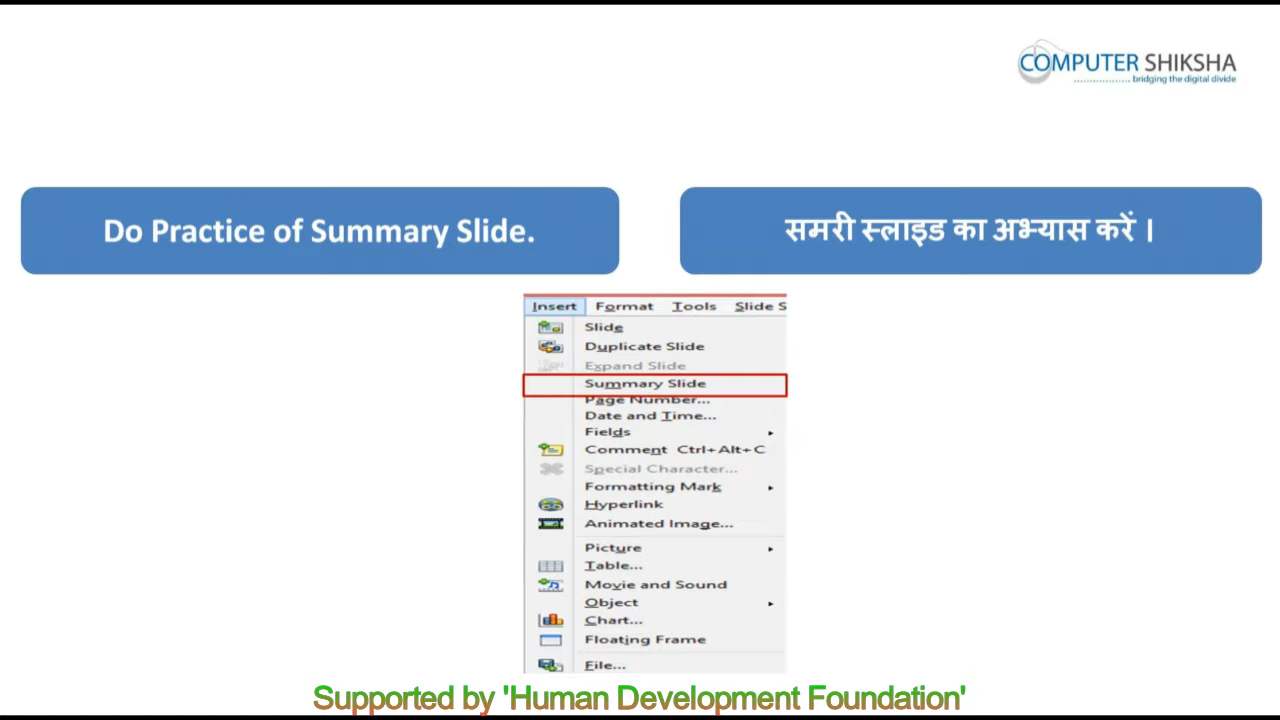 COMPUTER SHIKSHA
bridging the digital divide
Do Practice of Summary Slide.
समरी स्लाइड का अभ्यास करें ।
Insert Format Tools Slide S
Slide
Duplicate Slide
Expand Slide
Summary Slide
Page Number...
Date and Time...
Fields
Comment Ctrl+Alt+C
Special Character...
Formatting Mark
Hyperlink
Animated Image...
Picture
Table...
Movie and Sound
Object
Chart...
Floating Frame
File...
Supported by 'Human Development Foundation'